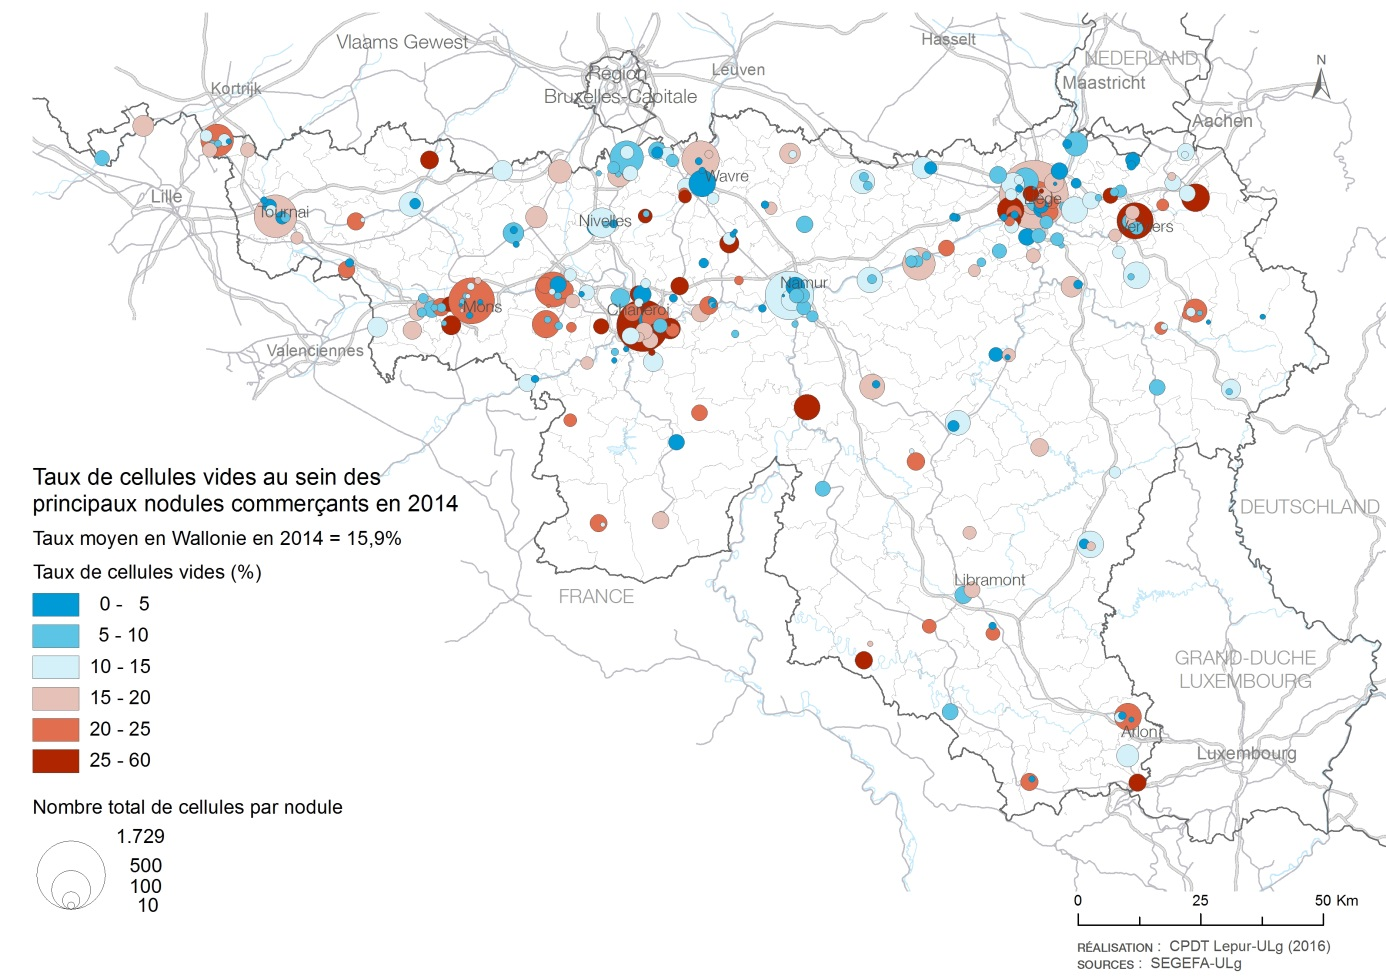 Vlaams Gewest
Hasselt
NEDERLAND
Region
Bruxelles-Capitale
Leuven
Maastricht
N
Kortrijk
Aachen
Lille
Tournai
Wavre
Nivelles
Liège
Verviers
Namur
Mons
Charleroi
Valenciennes
Taux de cellules vides au sein des
principaux nodules commerçants en 2014
Taux moyen en Wallonie en 2014 = 15,9%
Taux de cellules vides (%)
0 - 5
5 - 10
10 - 15
15 - 20
20 - 25
25 - 60
DEUTSCHLAND
FRANCE
Libramont
GRAND-DUCHE
LUXEMBOURG
Arlon
Luxembourg
Nombre total de cellules par nodule
1.729
500
100
10
0 25 50 Km
RÉALISATION : CPDT Lepur-ULg (2016)
SOURCES : SEGEFA-ULg